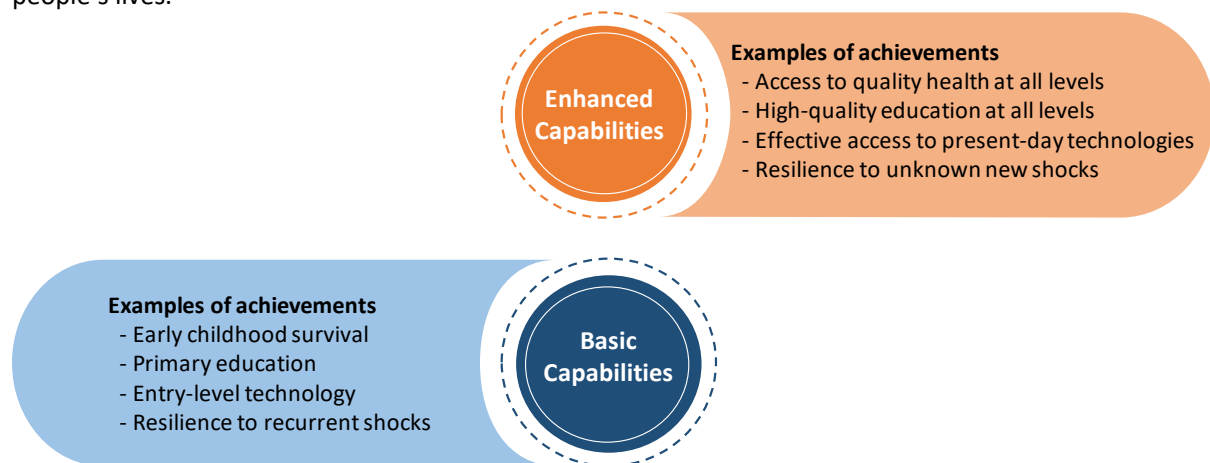 people's lives.
Enhanced
Capabilities
Examples of achievements
- Access to quality health at all levels
- High-quality education at all levels
- Effective access to present-day technologies
- Resilience to unknown new shocks
Examples of achievements
- Early childhood survival
- Primary education
- Entry-level technology
- Resilience to recurrent shocks
Basic
Capabilities